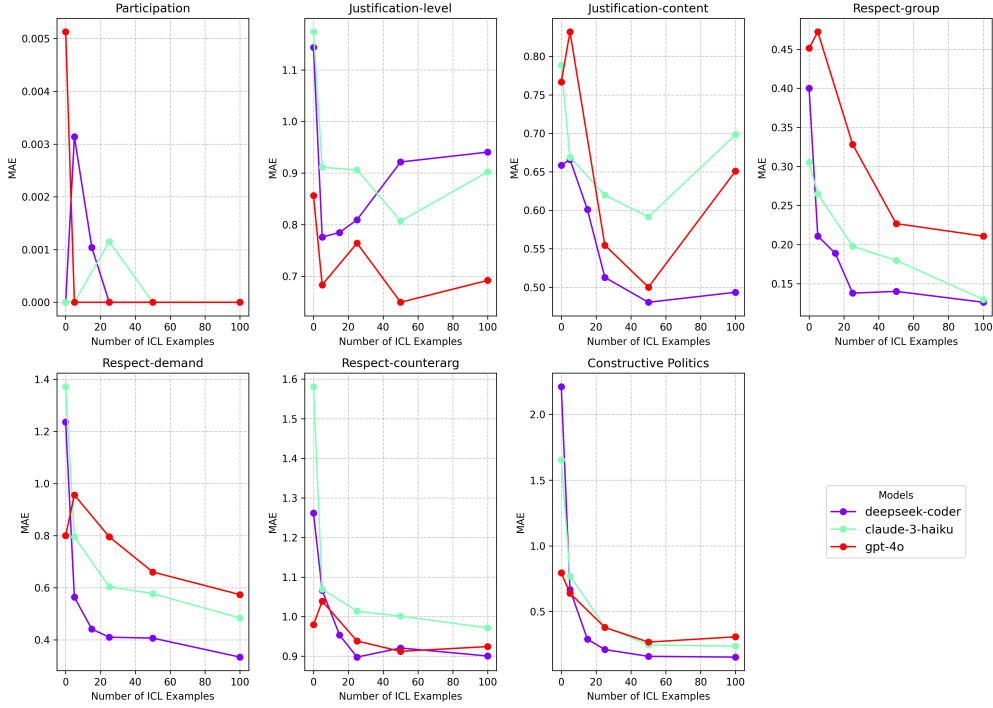 Participation
0.005
0.004
0.003
0.002
0.001
0.000
MAE
0 20 40 60 80 100
Number of ICL Examples
Justification-level
1.1
1.0
0.9
0.8
0.7
MAE
0 20 40 60 80 100
Number of ICL Examples
Justification-content
0.80
0.75
0.70
0.65
0.60
0.55
0.50
MAE
0 20 40 60 80 100
Number of ICL Examples
Respect-group
0.45
0.40
0.35
0.30
0.25
0.20
0.15
MAE
0 20 40 60 80 100
Number of ICL Examples
Respect-demand
1.4
1.2
1.0
0.8
0.6
0.4
MAE
0 20 40 60 80 100
Number of ICL Examples
Respect-counterarg
1.6
1.5
1.4
1.3
1.2
1.1
1.0
0.9
MAE
0 20 40 60 80 100
Number of ICL Examples
Constructive Politics
2.0
1.5
1.0
0.5
MAE
0 20 40 60 80 100
Number of ICL Examples
Models
deepseek-coder
claude-3-haiku
gpt-4o